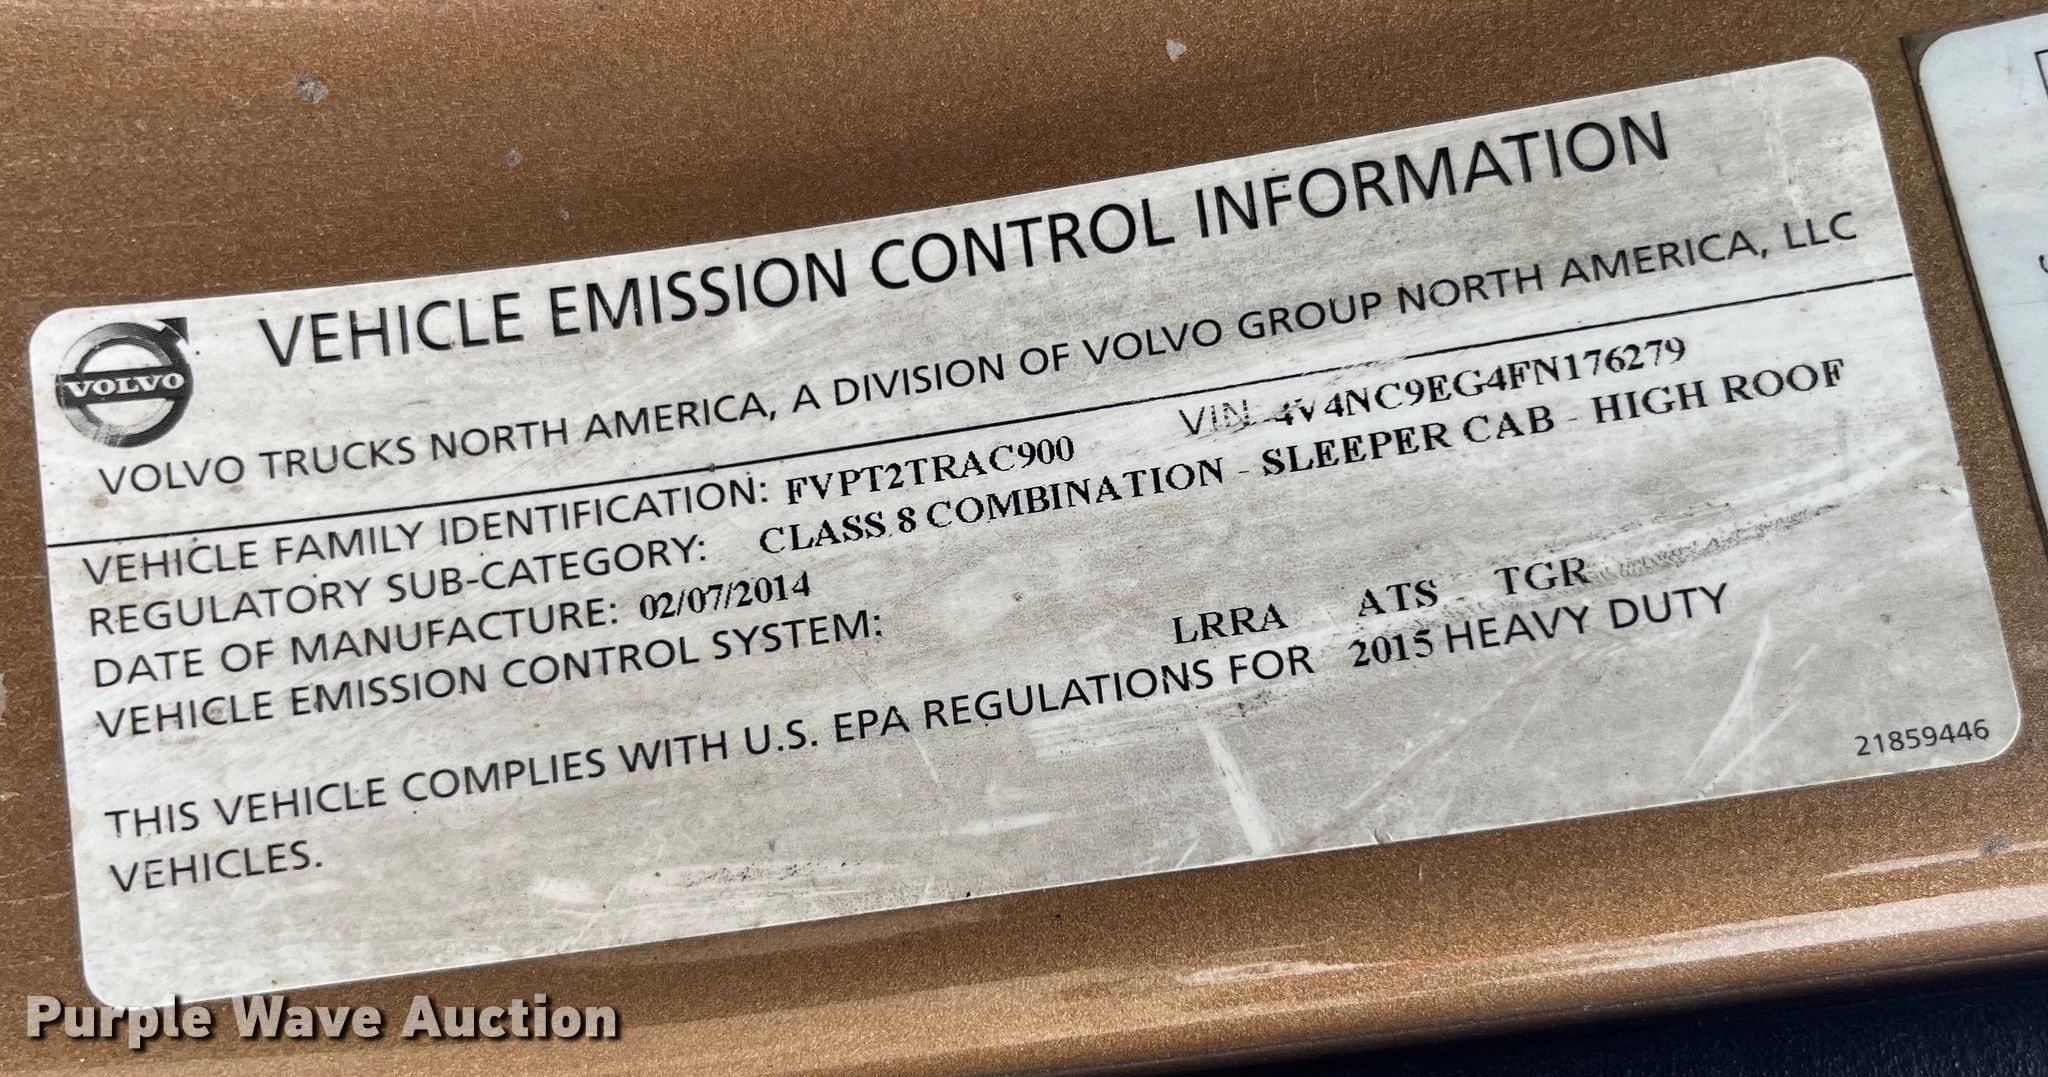 VEHICLE EMISSION CONTROL INFORMATION
VOLVO
VOLVO TRUCKS NORTH AMERICA, A DIVISION OF VOLVO GROUP NORTH AMERICA, LLC
VEHICLE FAMILY IDENTIFICATION: FVPT2TRAC900 VIN 4V4NC9EG4FN176279
REGULATORY SUB-CATEGORY: CLASS 8 COMBINATION - SLEEPER CAB - HIGH ROOF
DATE OF MANUFACTURE: 02/07/2014
VEHICLE EMISSION CONTROL SYSTEM: LRRA ATS TGR
THIS VEHICLE COMPLIES WITH U.S. EPA REGULATIONS FOR 2015 HEAVY DUTY
VEHICLES.
21859446
Purple Wave Auction